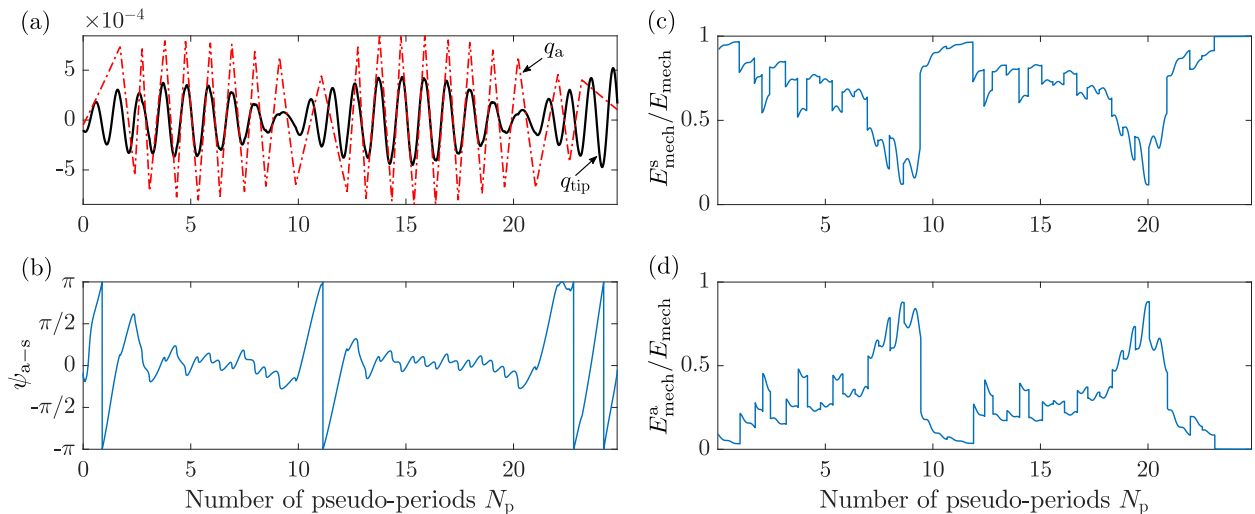 (a)
×10⁻⁴
5
0
-5
q_a
q_tip
0 5 10 15 20
(b)
π
π/2
0
-π/2
-π
ψ_a−s
0 5 10 15 20
Number of pseudo-periods N_p
(c)
1
0.5
0
E^s_mech/E_mech
5 10 15 20
(d)
1
0.5
0
E^a_mech/E_mech
5 10 15 20
Number of pseudo-periods N_p